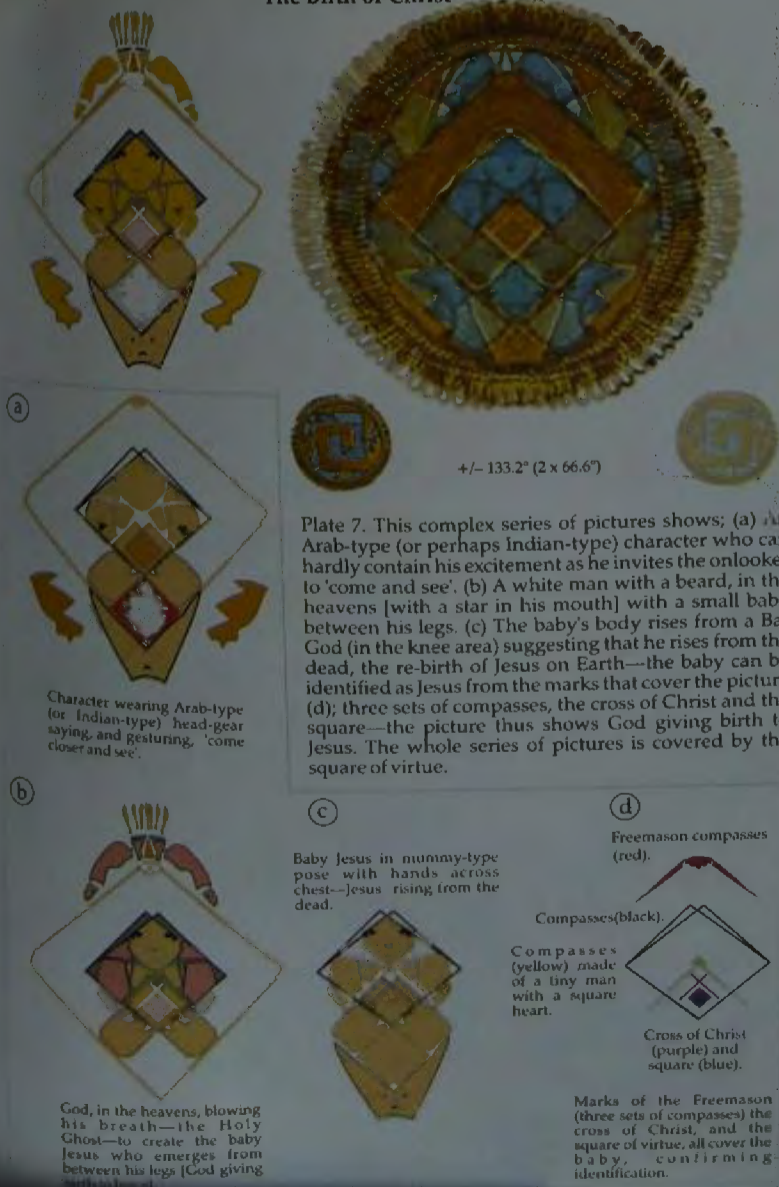 The Birth of Christ
a
+/– 133.2" (2 x 66.6")
Plate 7. This complex series of pictures shows; (a)
Arab-type (or perhaps Indian-type) character who ca
hardly contain his excitement as he invites the onlooke
to 'come and see'. (b) A white man with a beard, in th
heavens [with a star in his mouth] with a small bab
between his legs. (c) The baby's body rises from a Ba
God (in the knee area) suggesting that he rises from th
dead, the re-birth of Jesus on Earth—the baby can b
identified as Jesus from the marks that cover the pictur
(d); three sets of compasses, the cross of Christ and th
square—the picture thus shows God giving birth t
Jesus. The whole series of pictures is covered by th
square of virtue.
Character wearing Arab-type
(or Indian-type) head-gear
saying, and gesturing, 'come
closer and see'.
b
God, in the heavens, blowing
his breath—the Holy
Ghost—to create the baby
Jesus who emerges from
between his legs [God giving
c
Baby Jesus in mummy-type
pose with hands across
chest—Jesus rising from the
dead.
d
Freemason compasses
(red).
Compasses(black).
Compasses
(yellow) made
of a tiny man
with a square
heart.
Cross of Christ
(purple) and
square (blue).
Marks of the Freemason
(three sets of compasses) the
cross of Christ, and the
square of virtue, all cover the
baby, confirming-
identification.